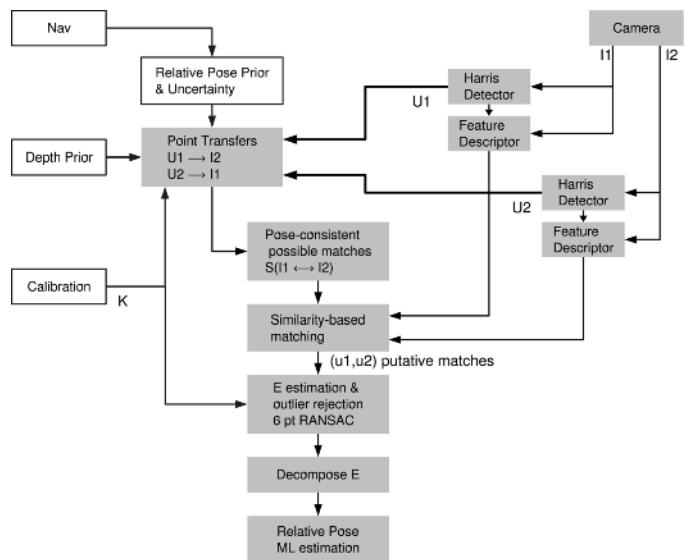 Nav
Camera
I1
I2
Relative Pose Prior
& Uncertainty
Harris
Detector
U1
Feature
Descriptor
Point Transfers
U1 → I2
U2 → I1
Depth Prior
Harris
Detector
U2
Feature
Descriptor
Pose-consistent
possible matches
S(I1 ↔ I2)
Calibration
K
Similarity-based
matching
(u1,u2) putative matches
E estimation &
outlier rejection
6 pt RANSAC
Decompose E
Relative Pose
ML estimation